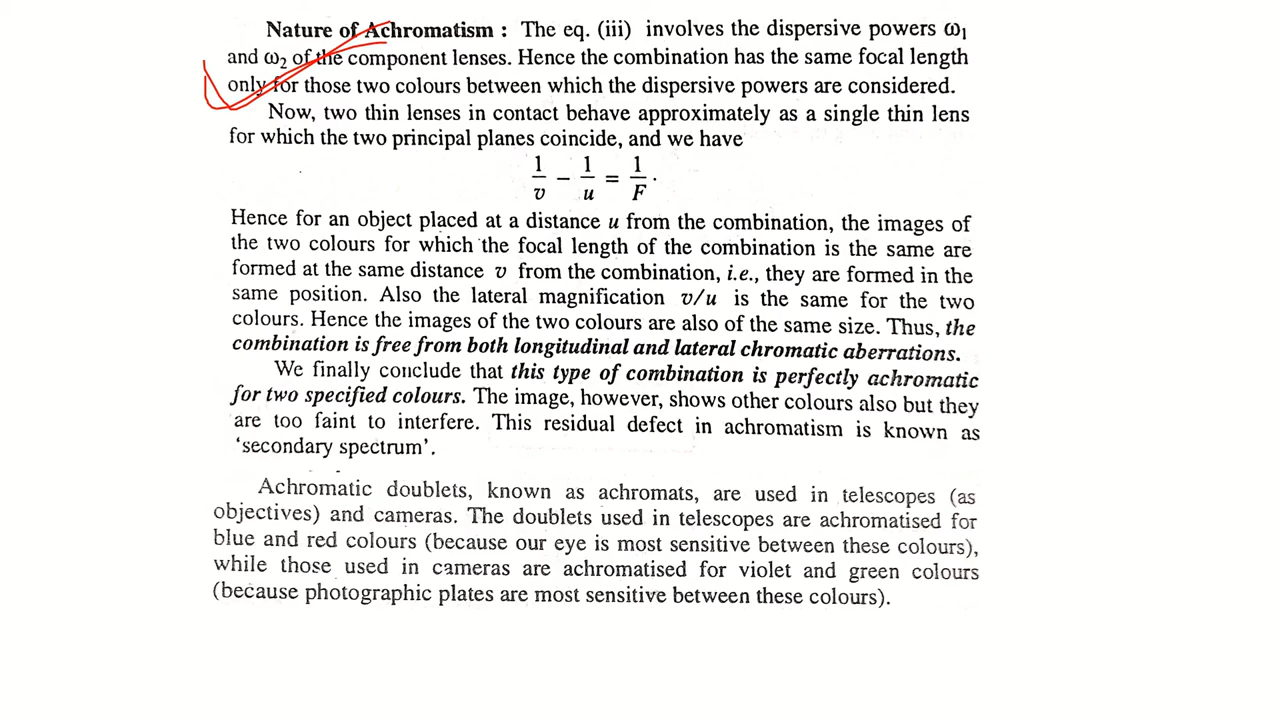 Nature of Achromatism : The eq. (iii) involves the dispersive powers ω₁
and ω₂ of the component lenses. Hence the combination has the same focal length
only for those two colours between which the dispersive powers are considered.
Now, two thin lenses in contact behave approximately as a single thin lens
for which the two principal planes coincide, and we have
1/v − 1/u = 1/F.
Hence for an object placed at a distance u from the combination, the images of
the two colours for which the focal length of the combination is the same are
formed at the same distance v from the combination, i.e., they are formed in the
same position. Also the lateral magnification v/u is the same for the two
colours. Hence the images of the two colours are also of the same size. Thus, the
combination is free from both longitudinal and lateral chromatic aberrations.
We finally conclude that this type of combination is perfectly achromatic
for two specified colours. The image, however, shows other colours also but they
are too faint to interfere. This residual defect in achromatism is known as
‘secondary spectrum’.
Achromatic doublets, known as achromats, are used in telescopes (as
objectives) and cameras. The doublets used in telescopes are achromatised for
blue and red colours (because our eye is most sensitive between these colours),
while those used in cameras are achromatised for violet and green colours
(because photographic plates are most sensitive between these colours).